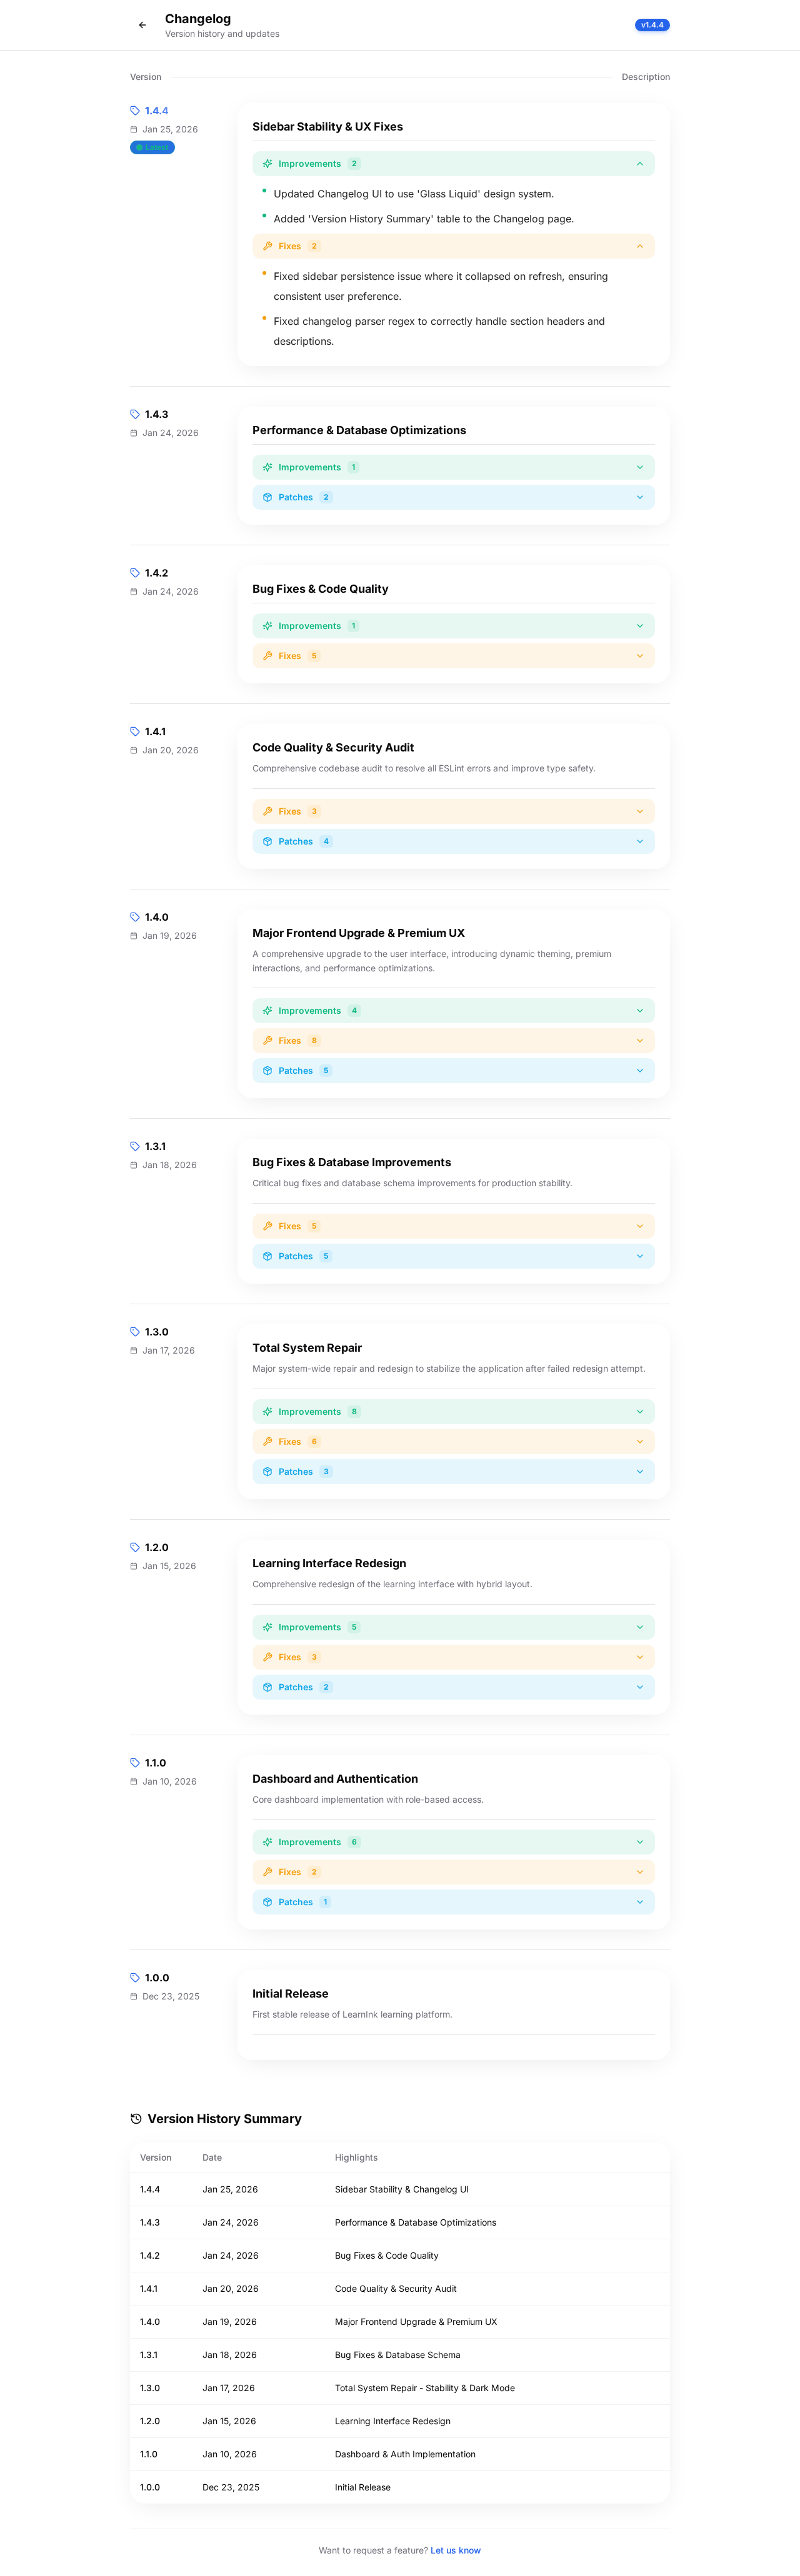 Changelog
Version history and updates
v1.4.4
Version
Description
1.4.4
Jan 25, 2026
Latest
Sidebar Stability & UX Fixes
Improvements 2
Updated Changelog UI to use 'Glass Liquid' design system.
Added 'Version History Summary' table to the Changelog page.
Fixes 2
Fixed sidebar persistence issue where it collapsed on refresh, ensuring
consistent user preference.
Fixed changelog parser regex to correctly handle section headers and
descriptions.
1.4.3
Jan 24, 2026
Performance & Database Optimizations
Improvements 1
Patches 2
1.4.2
Jan 24, 2026
Bug Fixes & Code Quality
Improvements 1
Fixes 5
1.4.1
Jan 20, 2026
Code Quality & Security Audit
Comprehensive codebase audit to resolve all ESLint errors and improve type safety.
Fixes 3
Patches 4
1.4.0
Jan 19, 2026
Major Frontend Upgrade & Premium UX
A comprehensive upgrade to the user interface, introducing dynamic theming, premium
interactions, and performance optimizations.
Improvements 4
Fixes 8
Patches 5
1.3.1
Jan 18, 2026
Bug Fixes & Database Improvements
Critical bug fixes and database schema improvements for production stability.
Fixes 5
Patches 5
1.3.0
Jan 17, 2026
Total System Repair
Major system-wide repair and redesign to stabilize the application after failed redesign attempt.
Improvements 8
Fixes 6
Patches 3
1.2.0
Jan 15, 2026
Learning Interface Redesign
Comprehensive redesign of the learning interface with hybrid layout.
Improvements 5
Fixes 3
Patches 2
1.1.0
Jan 10, 2026
Dashboard and Authentication
Core dashboard implementation with role-based access.
Improvements 6
Fixes 2
Patches 1
1.0.0
Dec 23, 2025
Initial Release
First stable release of LearnInk learning platform.
Version History Summary
Version Date Highlights
1.4.4 Jan 25, 2026 Sidebar Stability & Changelog UI
1.4.3 Jan 24, 2026 Performance & Database Optimizations
1.4.2 Jan 24, 2026 Bug Fixes & Code Quality
1.4.1 Jan 20, 2026 Code Quality & Security Audit
1.4.0 Jan 19, 2026 Major Frontend Upgrade & Premium UX
1.3.1 Jan 18, 2026 Bug Fixes & Database Schema
1.3.0 Jan 17, 2026 Total System Repair - Stability & Dark Mode
1.2.0 Jan 15, 2026 Learning Interface Redesign
1.1.0 Jan 10, 2026 Dashboard & Auth Implementation
1.0.0 Dec 23, 2025 Initial Release
Want to request a feature? Let us know